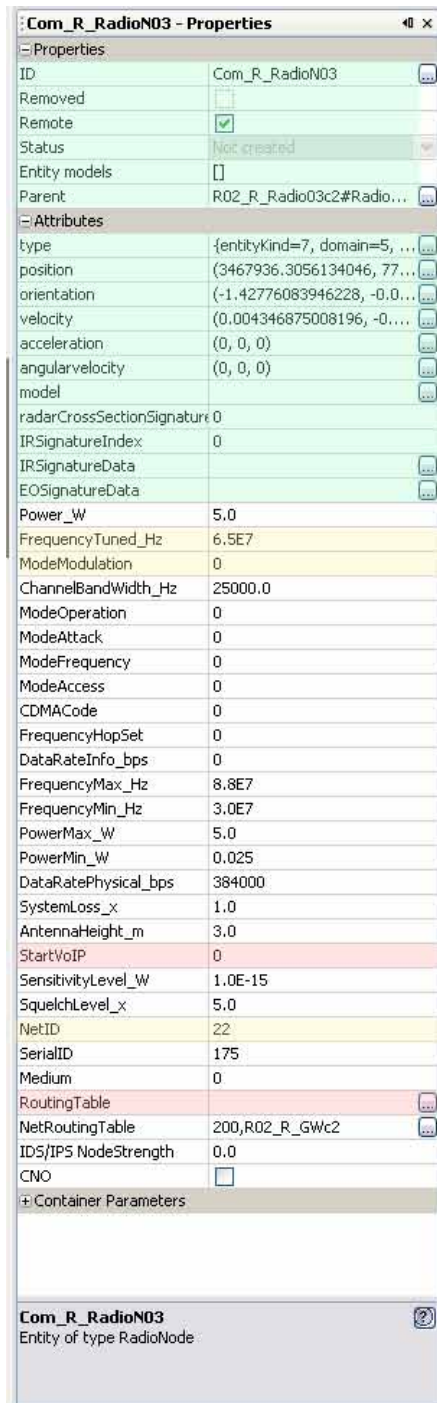 Com_R_RadioN03 - Properties
Properties
ID Com_R_RadioN03 ...
Removed
Remote
Status Not created
Entity models []
Parent R02_R_Radio03c2#Radio... ...
Attributes
type {entityKind=7, domain=5, ... ...
position (3467936.3056134046, 77... ...
orientation (-1.42776083946228, -0.0... ...
velocity (0.004346875008196, -0.... ...
acceleration (0, 0, 0) ...
angularvelocity (0, 0, 0) ...
model ...
radarCrossSectionSignature 0
IRSignatureIndex 0
IRSignatureData ...
EOSignatureData ...
Power_W 5.0
FrequencyTuned_Hz 6.5E7
ModeModulation 0
ChannelBandWidth_Hz 25000.0
ModeOperation 0
ModeAttack 0
ModeFrequency 0
ModeAccess 0
CDMACode 0
FrequencyHopSet 0
DataRateInfo_bps 0
FrequencyMax_Hz 8.8E7
FrequencyMin_Hz 3.0E7
PowerMax_W 5.0
PowerMin_W 0.025
DataRatePhysical_bps 384000
SystemLoss_x 1.0
AntennaHeight_m 3.0
StartVoIP 0
SensitivityLevel_W 1.0E-15
SquelchLevel_x 5.0
NetID 22
SerialID 175
Medium 0
RoutingTable ...
NetRoutingTable 200,R02_R_GWc2 ...
IDS/IPS NodeStrength 0.0
CNO
Container Parameters
Com_R_RadioN03 ?
Entity of type RadioNode